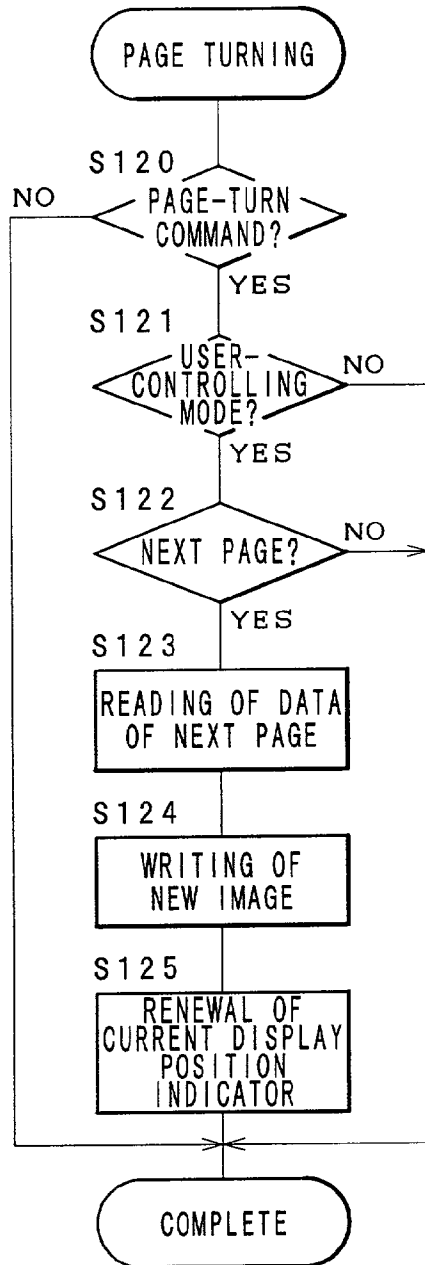 PAGE TURNING
S120
NO
PAGE-TURN
COMMAND?
YES
S121
USER-
CONTROLLING
MODE?
NO
YES
S122
NEXT PAGE?
NO
YES
S123
READING OF DATA
OF NEXT PAGE
S124
WRITING OF
NEW IMAGE
S125
RENEWAL OF
CURRENT DISPLAY
POSITION
INDICATOR
COMPLETE